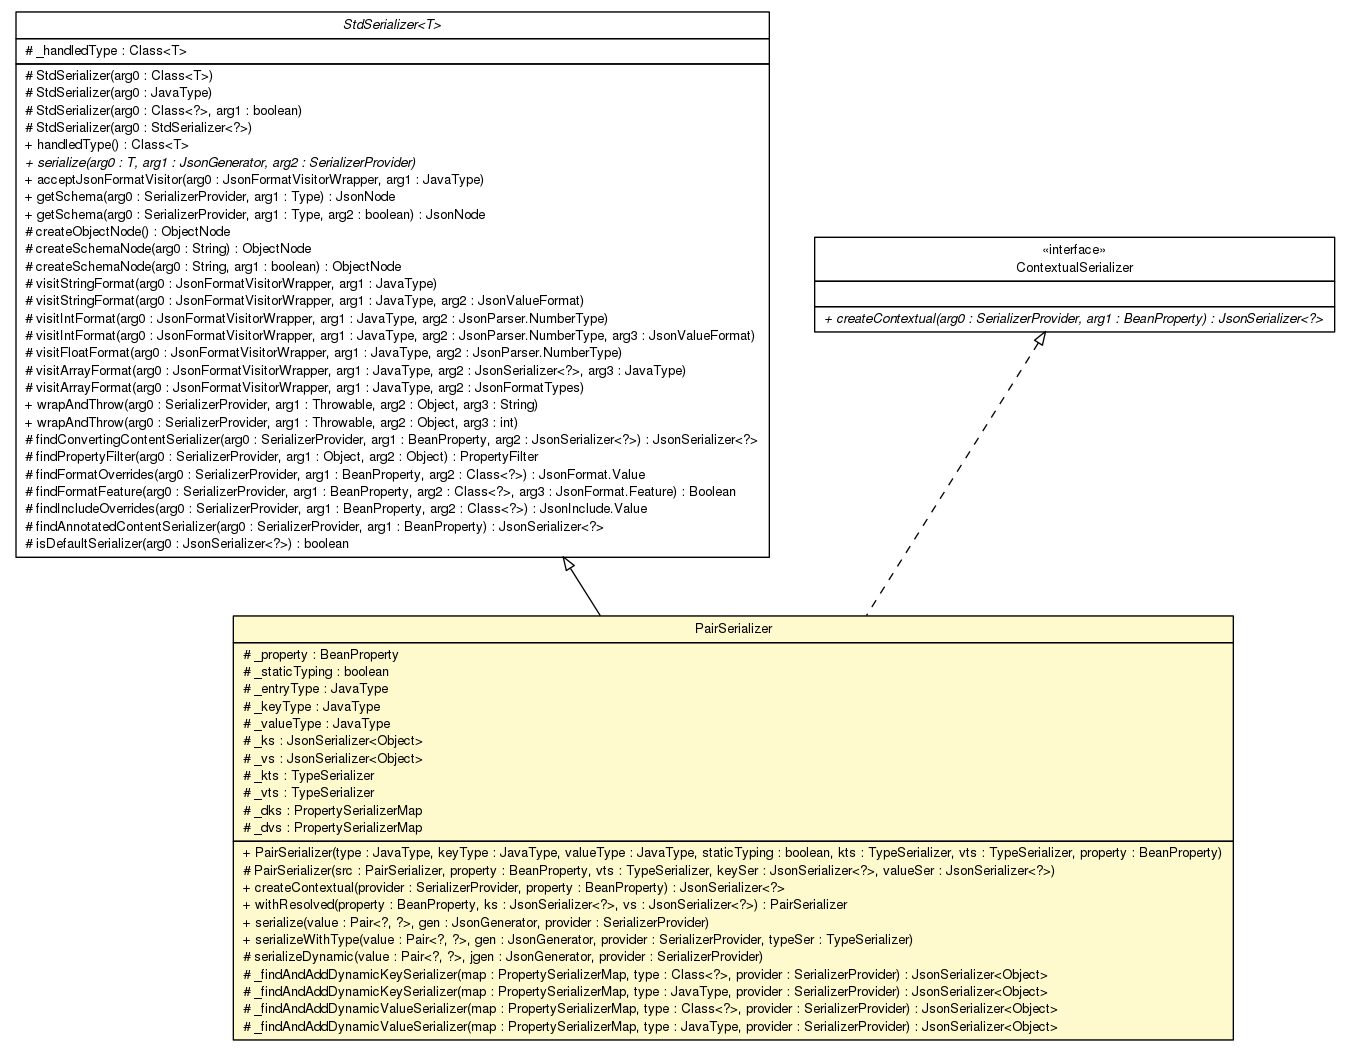 StdSerializer<T>
# _handledType : Class<T>
# StdSerializer(arg0 : Class<T>)
# StdSerializer(arg0 : JavaType)
# StdSerializer(arg0 : Class<?>, arg1 : boolean)
# StdSerializer(arg0 : StdSerializer<?>)
+ handledType() : Class<T>
+ serialize(arg0 : T, arg1 : JsonGenerator, arg2 : SerializerProvider)
+ acceptJsonFormatVisitor(arg0 : JsonFormatVisitorWrapper, arg1 : JavaType)
+ getSchema(arg0 : SerializerProvider, arg1 : Type) : JsonNode
+ getSchema(arg0 : SerializerProvider, arg1 : Type, arg2 : boolean) : JsonNode
# createObjectNode() : ObjectNode
# createSchemaNode(arg0 : String) : ObjectNode
# createSchemaNode(arg0 : String, arg1 : boolean) : ObjectNode
# visitStringFormat(arg0 : JsonFormatVisitorWrapper, arg1 : JavaType)
# visitStringFormat(arg0 : JsonFormatVisitorWrapper, arg1 : JavaType, arg2 : JsonValueFormat)
# visitIntFormat(arg0 : JsonFormatVisitorWrapper, arg1 : JavaType, arg2 : JsonParser.NumberType)
# visitIntFormat(arg0 : JsonFormatVisitorWrapper, arg1 : JavaType, arg2 : JsonParser.NumberType, arg3 : JsonValueFormat)
# visitFloatFormat(arg0 : JsonFormatVisitorWrapper, arg1 : JavaType, arg2 : JsonParser.NumberType)
# visitArrayFormat(arg0 : JsonFormatVisitorWrapper, arg1 : JavaType, arg2 : JsonSerializer<?>, arg3 : JavaType)
# visitArrayFormat(arg0 : JsonFormatVisitorWrapper, arg1 : JavaType, arg2 : JsonFormatTypes)
+ wrapAndThrow(arg0 : SerializerProvider, arg1 : Throwable, arg2 : Object, arg3 : String)
+ wrapAndThrow(arg0 : SerializerProvider, arg1 : Throwable, arg2 : Object, arg3 : int)
# findConvertingContentSerializer(arg0 : SerializerProvider, arg1 : BeanProperty, arg2 : JsonSerializer<?>) : JsonSerializer<?>
# findPropertyFilter(arg0 : SerializerProvider, arg1 : Object, arg2 : Object) : PropertyFilter
# findFormatOverrides(arg0 : SerializerProvider, arg1 : BeanProperty, arg2 : Class<?>) : JsonFormat.Value
# findFormatFeature(arg0 : SerializerProvider, arg1 : BeanProperty, arg2 : Class<?>, arg3 : JsonFormat.Feature) : Boolean
# findIncludeOverrides(arg0 : SerializerProvider, arg1 : BeanProperty, arg2 : Class<?>) : JsonInclude.Value
# findAnnotatedContentSerializer(arg0 : SerializerProvider, arg1 : BeanProperty) : JsonSerializer<?>
# isDefaultSerializer(arg0 : JsonSerializer<?>) : boolean
«interface»
ContextualSerializer
+ createContextual(arg0 : SerializerProvider, arg1 : BeanProperty) : JsonSerializer<?>
PairSerializer
# _property : BeanProperty
# _staticTyping : boolean
# _entryType : JavaType
# _keyType : JavaType
# _valueType : JavaType
# _ks : JsonSerializer<Object>
# _vs : JsonSerializer<Object>
# _kts : TypeSerializer
# _vts : TypeSerializer
# _dks : PropertySerializerMap
# _dvs : PropertySerializerMap
+ PairSerializer(type : JavaType, keyType : JavaType, valueType : JavaType, staticTyping : boolean, kts : TypeSerializer, vts : TypeSerializer, property : BeanProperty)
# PairSerializer(src : PairSerializer, property : BeanProperty, vts : TypeSerializer, keySer : JsonSerializer<?>, valueSer : JsonSerializer<?>)
+ createContextual(provider : SerializerProvider, property : BeanProperty) : JsonSerializer<?>
+ withResolved(property : BeanProperty, ks : JsonSerializer<?>, vs : JsonSerializer<?>) : PairSerializer
+ serialize(value : Pair<?, ?>, gen : JsonGenerator, provider : SerializerProvider)
+ serializeWithType(value : Pair<?, ?>, gen : JsonGenerator, provider : SerializerProvider, typeSer : TypeSerializer)
# serializeDynamic(value : Pair<?, ?>, jgen : JsonGenerator, provider : SerializerProvider)
# _findAndAddDynamicKeySerializer(map : PropertySerializerMap, type : Class<?>, provider : SerializerProvider) : JsonSerializer<Object>
# _findAndAddDynamicKeySerializer(map : PropertySerializerMap, type : JavaType, provider : SerializerProvider) : JsonSerializer<Object>
# _findAndAddDynamicValueSerializer(map : PropertySerializerMap, type : Class<?>, provider : SerializerProvider) : JsonSerializer<Object>
# _findAndAddDynamicValueSerializer(map : PropertySerializerMap, type : JavaType, provider : SerializerProvider) : JsonSerializer<Object>